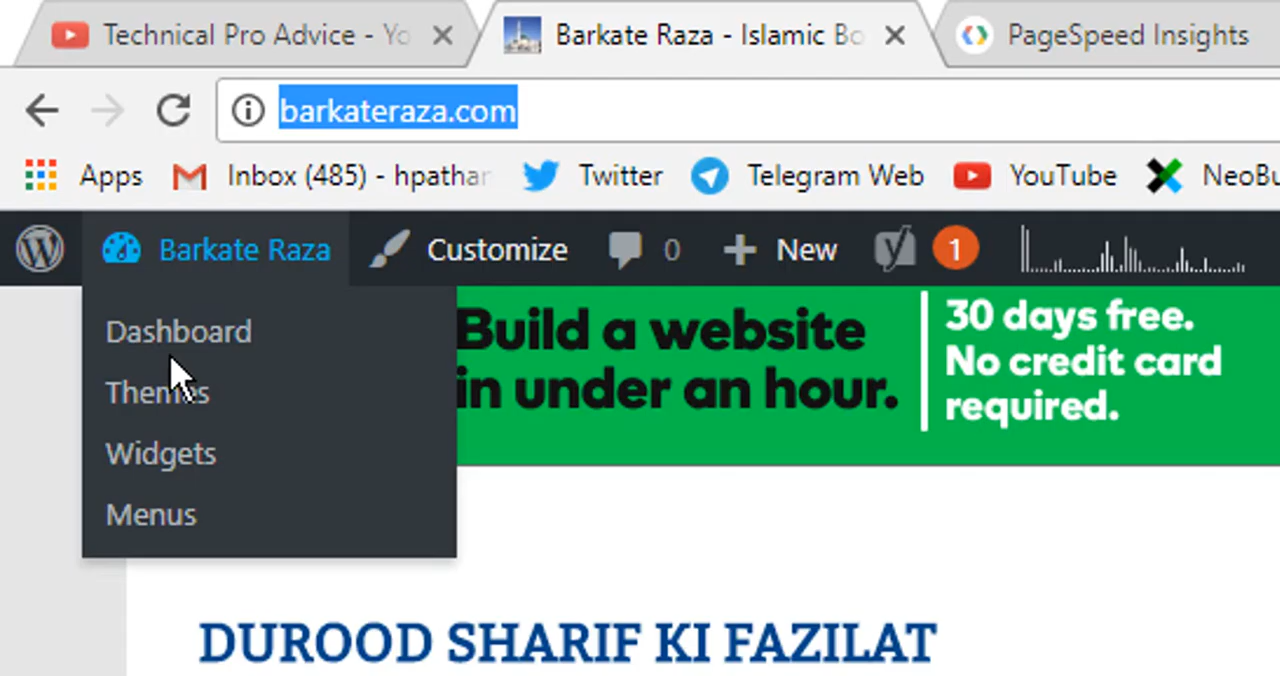 Technical Pro Advice - Yo
Barkate Raza - Islamic Bo
PageSpeed Insights
barkateraza.com
Apps
Inbox (485) - hpathan
Twitter
Telegram Web
YouTube
NeoBu
Barkate Raza
Customize
0
New
1
Dashboard
Themes
Widgets
Menus
Build a website
in under an hour.
30 days free.
No credit card
required.
DUROOD SHARIF KI FAZILAT